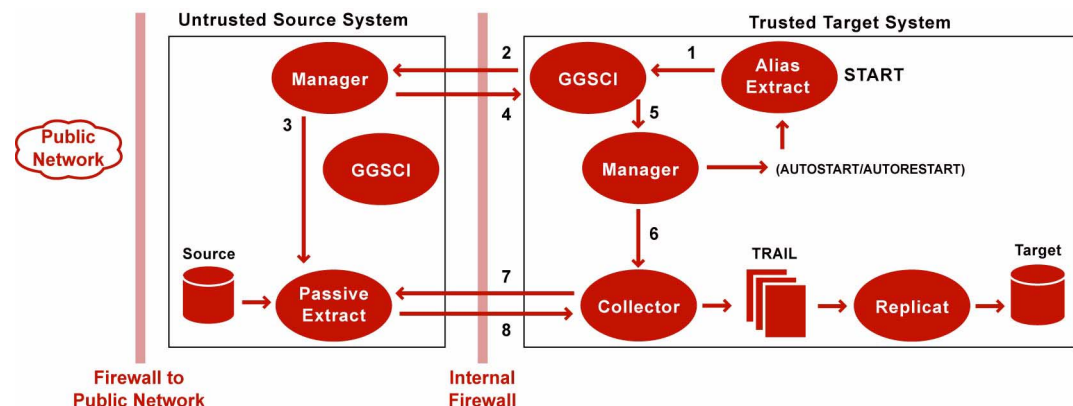 Untrusted Source System
Trusted Target System
Public
Network
Manager
GGSCI
3
Source
Passive
Extract
2
4
7
8
GGSCI
1
Alias
Extract
START
5
Manager
(AUTOSTART/AUTORESTART)
6
Collector
TRAIL
Replicat
Target
Firewall to
Public Network
Internal
Firewall